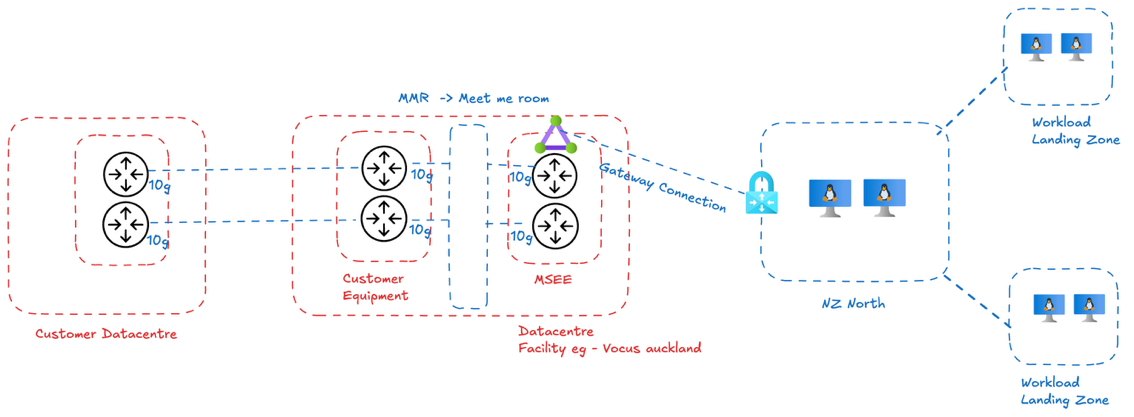 MMR -> Meet me room
10g
10g
Customer Datacentre
10g
10g
Customer
Equipment
10g
10g
MSEE
Datacentre
Facility eg - Vocus auckland
Gateway Connection
NZ North
Workload
Landing Zone
Workload
Landing Zone